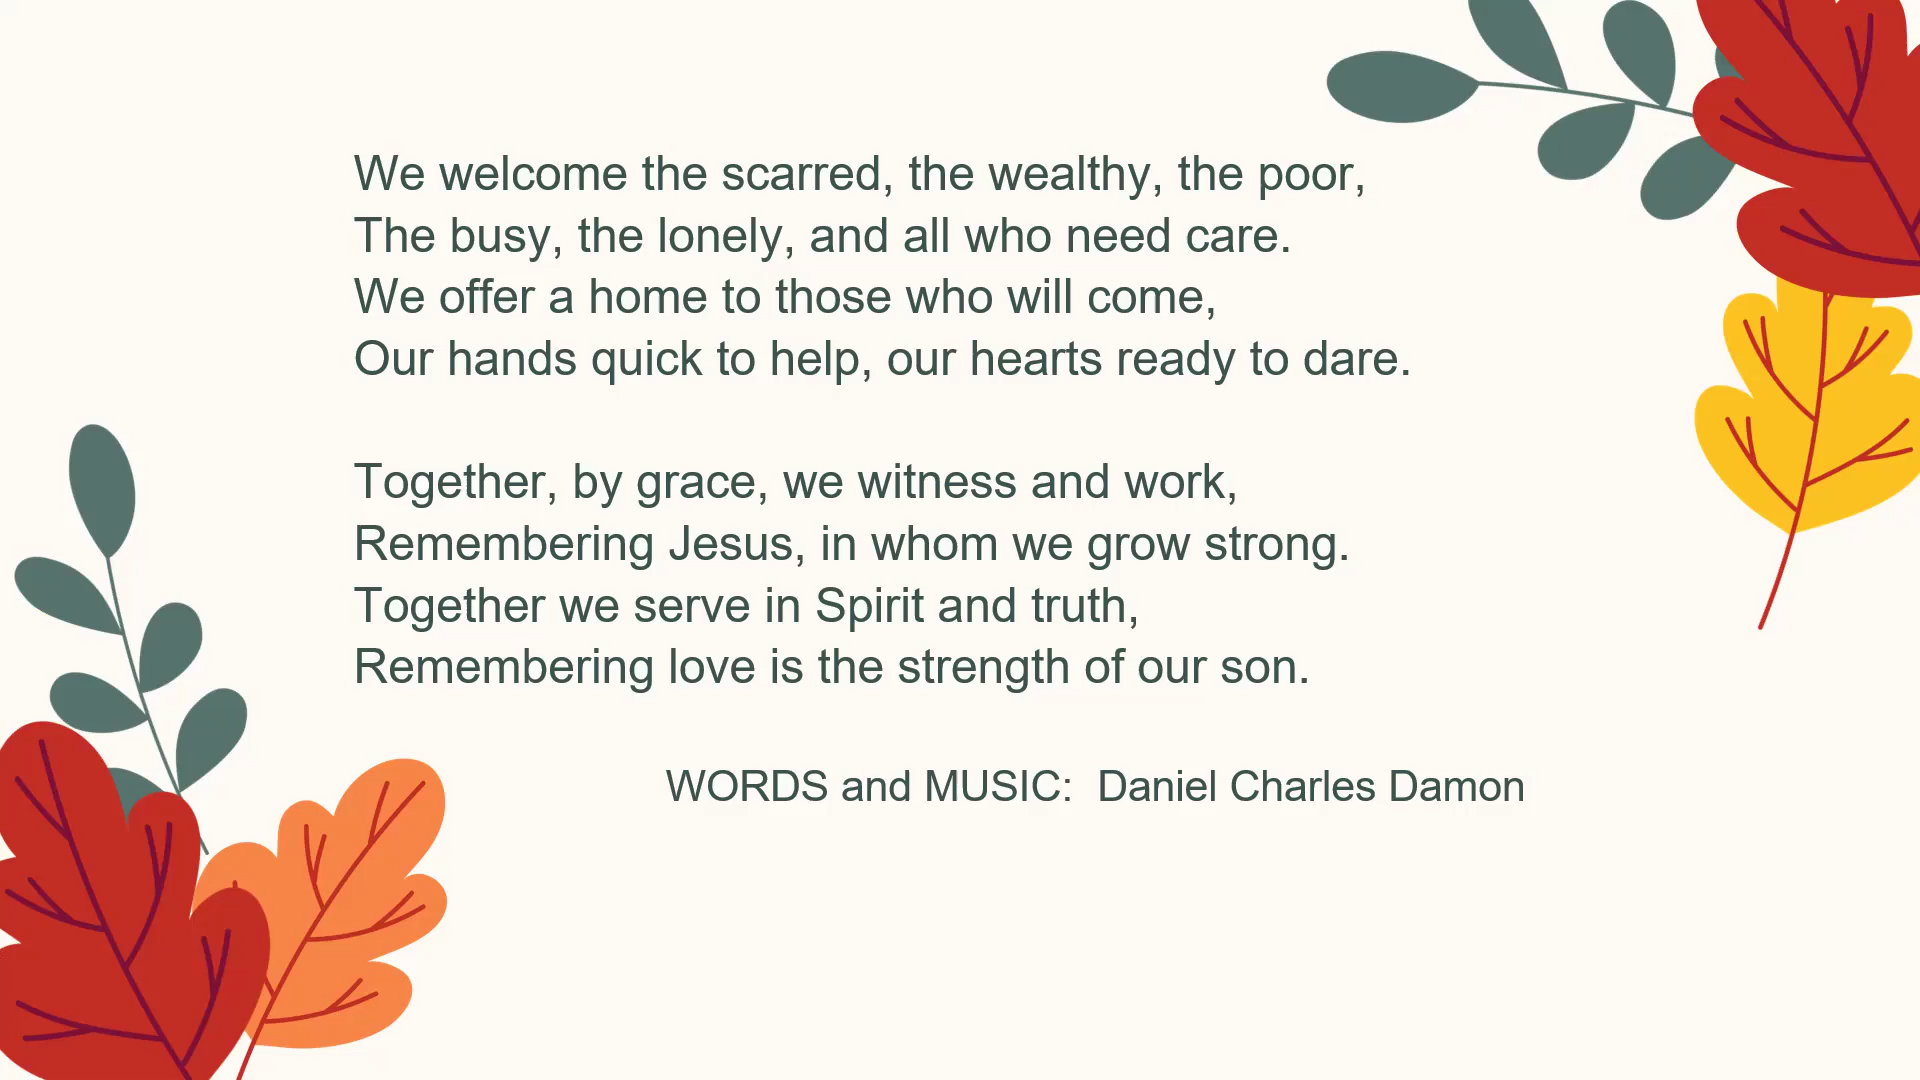 We welcome the scarred, the wealthy, the poor,
The busy, the lonely, and all who need care.
We offer a home to those who will come,
Our hands quick to help, our hearts ready to dare.
Together, by grace, we witness and work,
Remembering Jesus, in whom we grow strong.
Together we serve in Spirit and truth,
Remembering love is the strength of our son.
WORDS and MUSIC:  Daniel Charles Damon